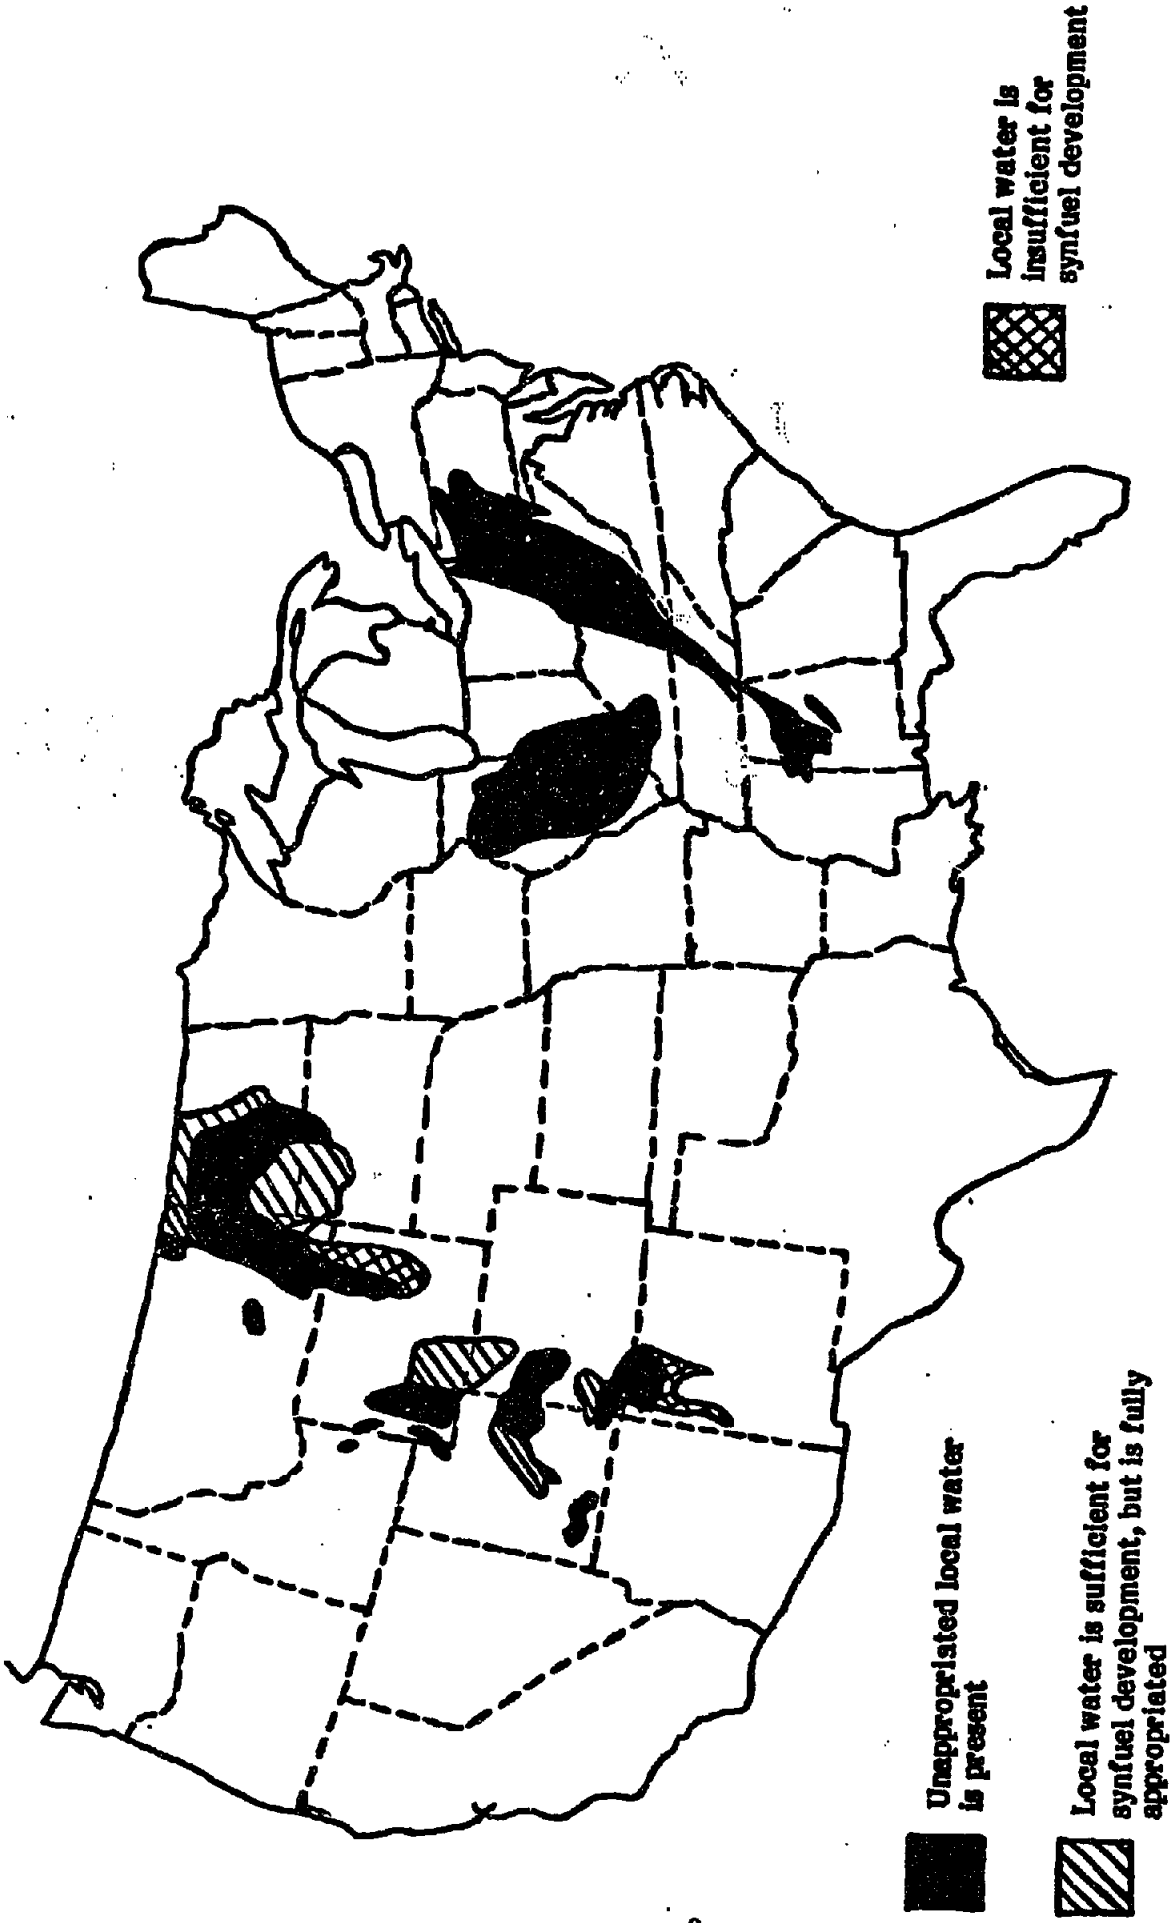 Unappropriated local water
is present
Local water is sufficient for
synfuel development, but is fully
appropriated
Local water is
insufficient for
synfuel development